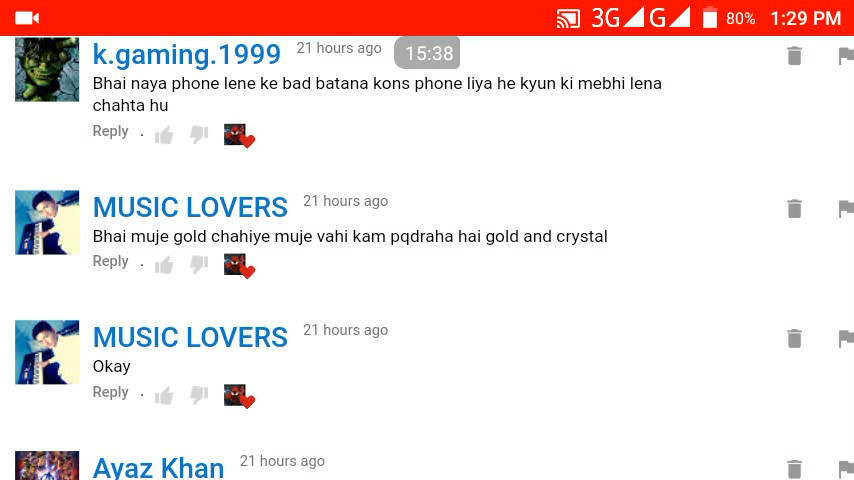 3G G 80% 1:29 PM
k.gaming.1999 21 hours ago 15:38
Bhai naya phone lene ke bad batana kons phone liya he kyun ki mebhi lena
chahta hu
Reply .
MUSIC LOVERS 21 hours ago
Bhai muje gold chahiye muje vahi kam pqdraha hai gold and crystal
Reply .
MUSIC LOVERS 21 hours ago
Okay
Reply .
Ayaz Khan 21 hours ago